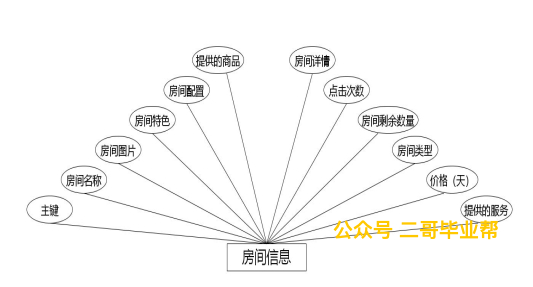 提供的商品
房间详情
房间配置
点击次数
房间特色
房间剩余数量
房间图片
房间类型
房间名称
价格（天）
主键
提供的服务
公众号 二哥毕业帮
房间信息